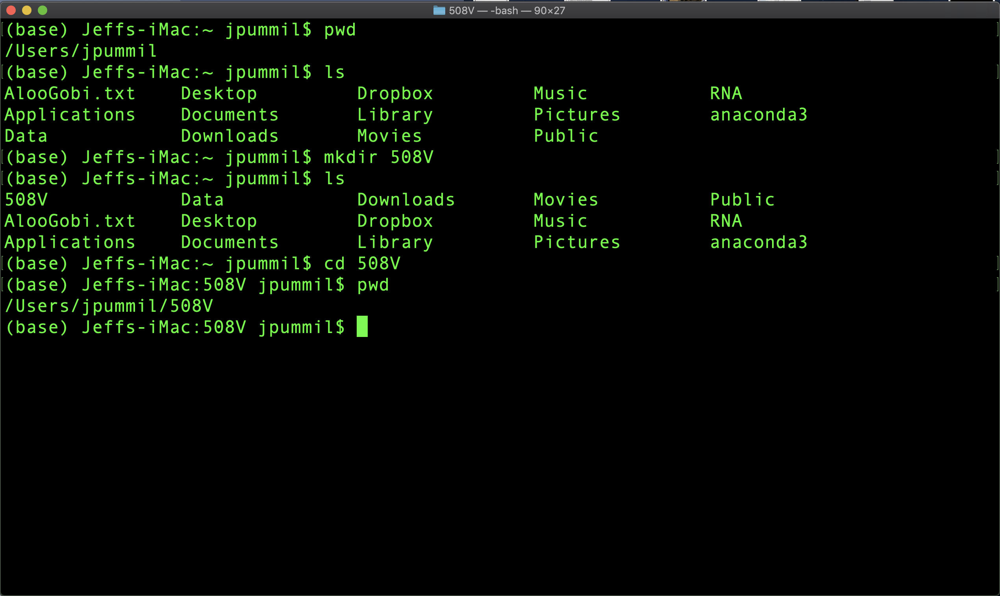 508V — -bash — 90×27
(base) Jeffs-iMac:~ jpummil$ pwd
/Users/jpummil
(base) Jeffs-iMac:~ jpummil$ ls
AlooGobi.txt    Desktop         Dropbox         Music           RNA
Applications    Documents       Library         Pictures        anaconda3
Data            Downloads       Movies          Public
(base) Jeffs-iMac:~ jpummil$ mkdir 508V
(base) Jeffs-iMac:~ jpummil$ ls
508V            Data            Downloads       Movies          Public
AlooGobi.txt    Desktop         Dropbox         Music           RNA
Applications    Documents       Library         Pictures        anaconda3
(base) Jeffs-iMac:~ jpummil$ cd 508V
(base) Jeffs-iMac:508V jpummil$ pwd
/Users/jpummil/508V
(base) Jeffs-iMac:508V jpummil$